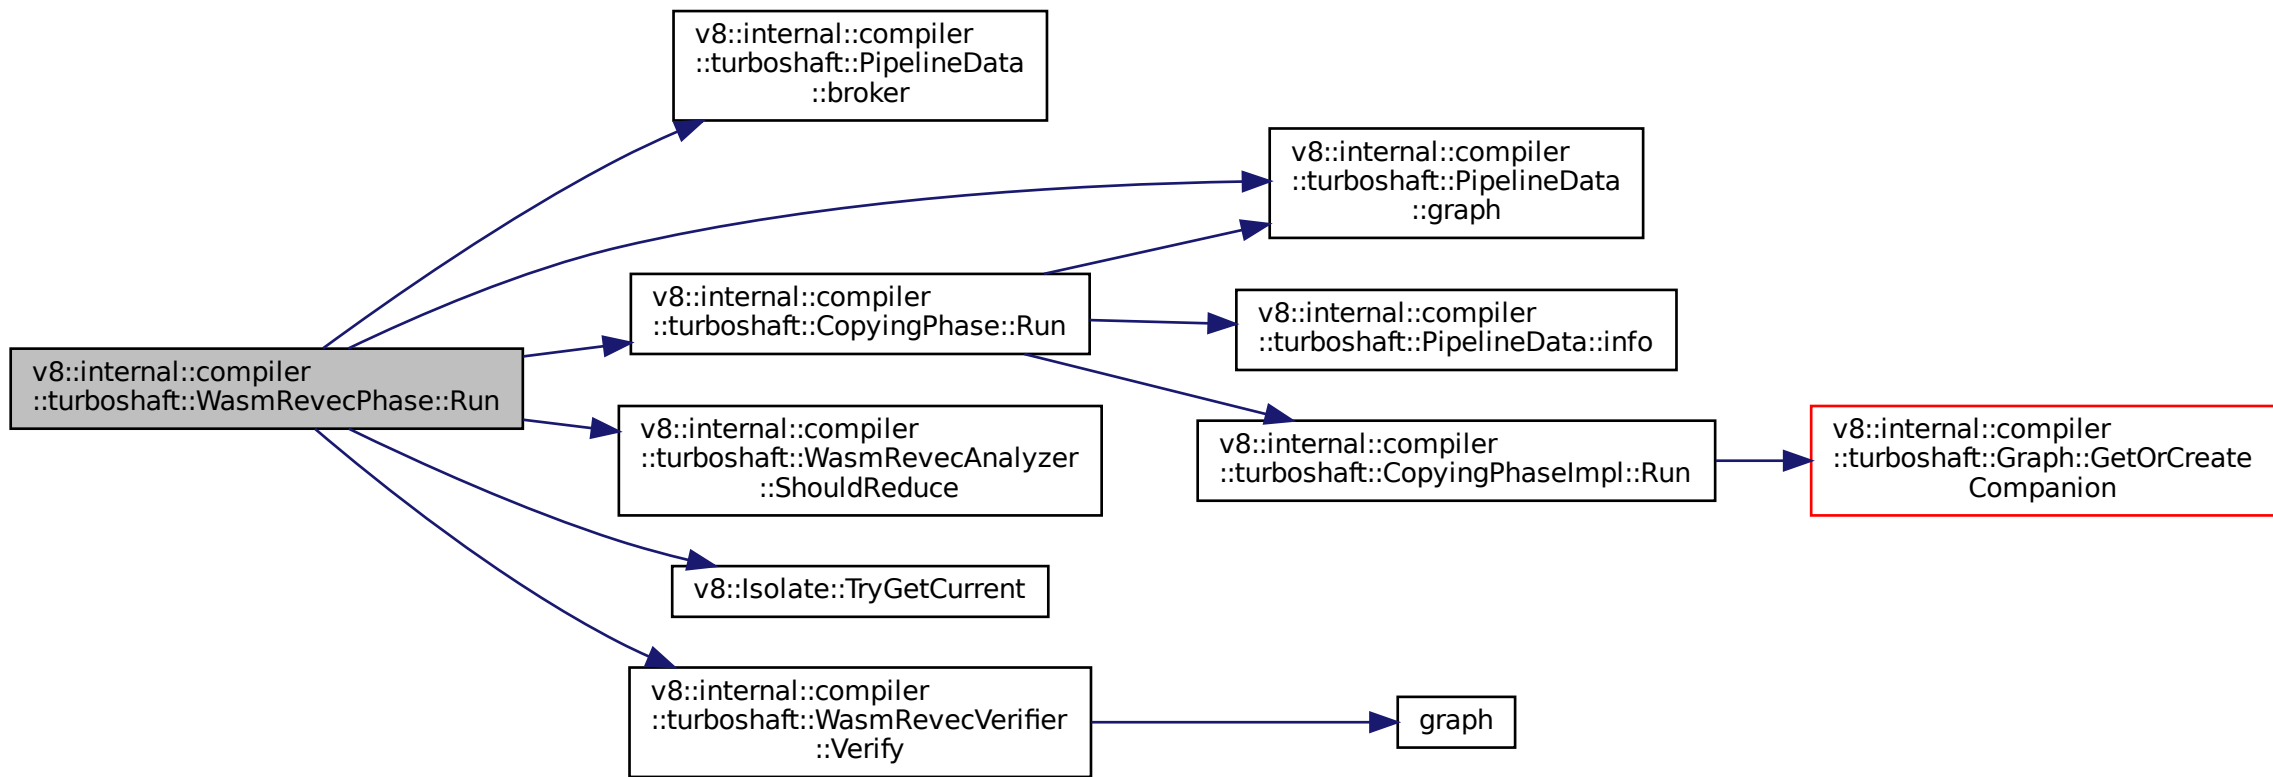 v8::internal::compiler
::turboshaft::PipelineData
::broker
v8::internal::compiler
::turboshaft::PipelineData
::graph
v8::internal::compiler
::turboshaft::CopyingPhase::Run
v8::internal::compiler
::turboshaft::PipelineData::info
v8::internal::compiler
::turboshaft::WasmRevecPhase::Run
v8::internal::compiler
::turboshaft::WasmRevecAnalyzer
::ShouldReduce
v8::internal::compiler
::turboshaft::CopyingPhaseImpl::Run
v8::internal::compiler
::turboshaft::Graph::GetOrCreate
Companion
v8::Isolate::TryGetCurrent
v8::internal::compiler
::turboshaft::WasmRevecVerifier
::Verify
graph